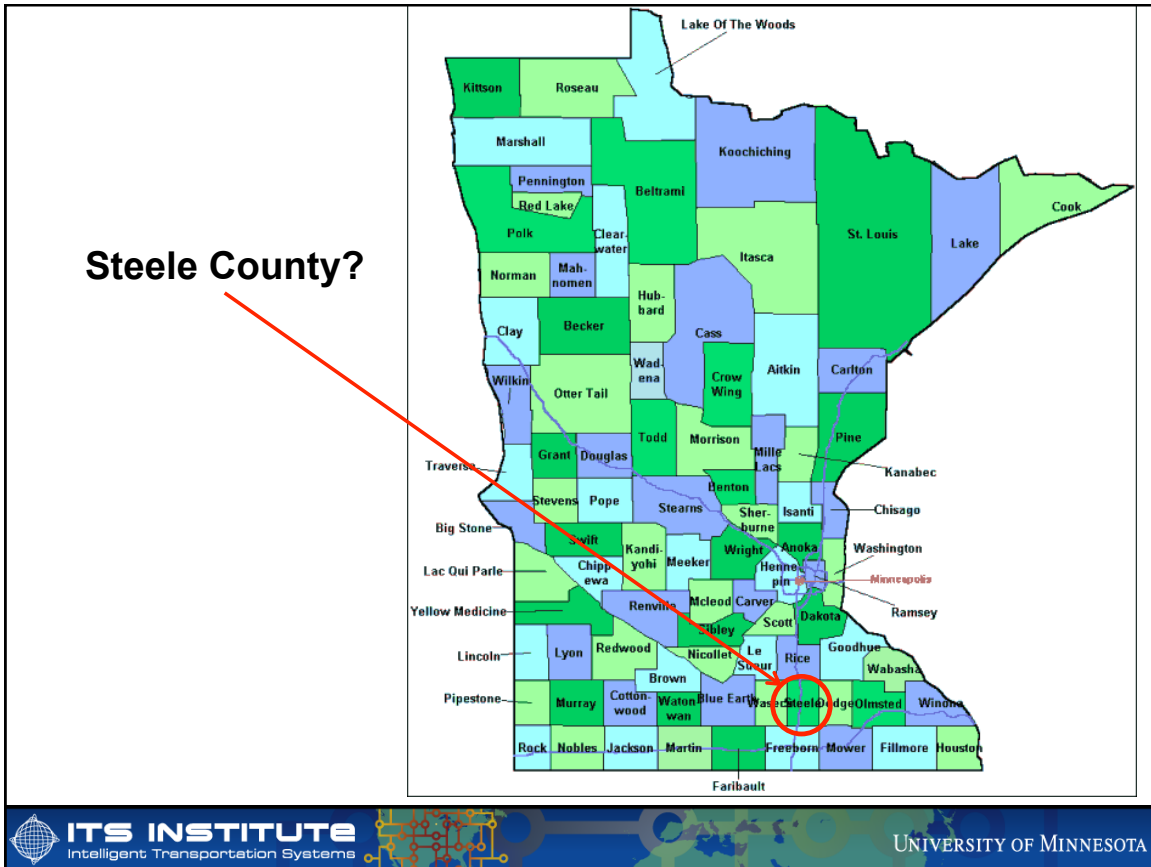 Lake Of The Woods
Kittson
Roseau
Marshall
Koochiching
Pennington
Beltrami
Red Lake
Cook
Polk
Clear-
water
St. Louis
Lake
Steele County?
Itasca
Norman
Mah-
nomen
Hub-
bard
Clay
Becker
Cass
Wad-
ena
Aitkin
Carlton
Wilkin
Crow
Wing
Otter Tail
Todd
Morrison
Pine
Grant
Douglas
Mille
Lacs
Traverse
Kanabec
Benton
Stevens
Pope
Stearns
Sher-
burne
Isanti
Chisago
Big Stone
Swift
Kandi-
yohi
Wright
Anoka
Washington
Chipp
ewa
Meeker
Henne
pin
Lac Qui Parle
Minneapolis
Renville
Mcleod
Carver
Ramsey
Yellow Medicine
Scott
Dakota
Sibley
Lincoln
Lyon
Redwood
Nicollet
Le
Sueur
Rice
Goodhue
Wabasha
Brown
Pipestone
Murray
Cotton-
wood
Waton
wan
Blue Earth
Waseca
Steele
Dodge
Olmsted
Winona
Rock
Nobles
Jackson
Martin
Freeborn
Mower
Fillmore
Houston
Faribault
ITS INSTITUTE
Intelligent Transportation Systems
UNIVERSITY OF MINNESOTA